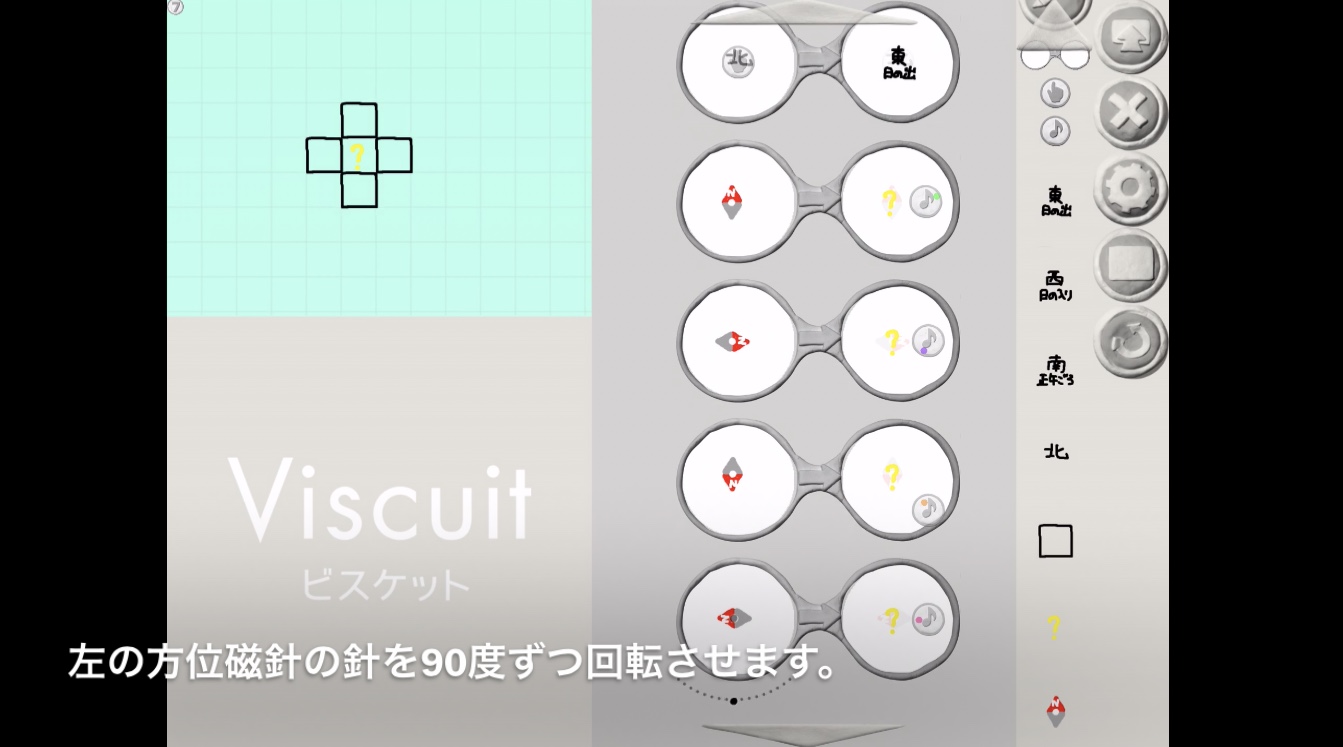 ?
北
東
日の出
N
?
N
?
N
?
N
?
東
日の出
西
日の入り
南
正午ごろ
北
?
N
Viscuit
ビスケット
左の方位磁針の針を90度ずつ回転させます。